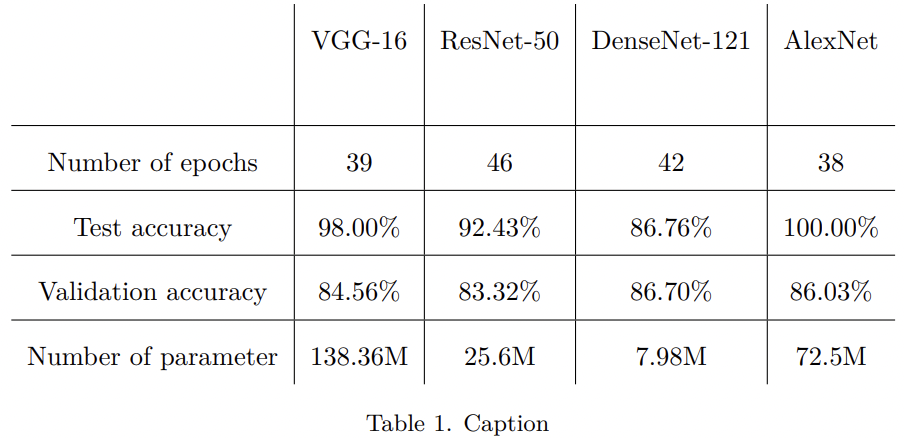 VGG-16 ResNet-50 DenseNet-121 AlexNet
Number of epochs 39 46 42 38
Test accuracy 98.00% 92.43% 86.76% 100.00%
Validation accuracy 84.56% 83.32% 86.70% 86.03%
Number of parameter 138.36M 25.6M 7.98M 72.5M
Table 1. Caption